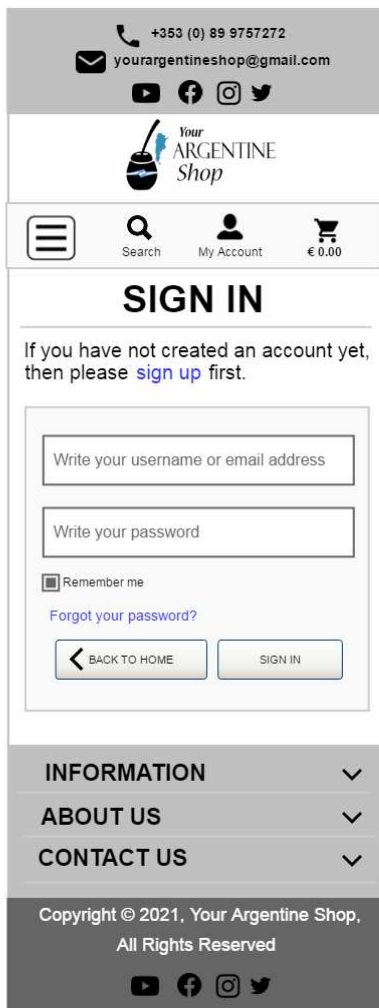 +353 (0) 89 9757272
yourargentineshop@gmail.com
Your
ARGENTINE
Shop
Search
My Account
€ 0.00
SIGN IN
If you have not created an account yet,
then please sign up first.
Write your username or email address
Write your password
Remember me
Forgot your password?
BACK TO HOME
SIGN IN
INFORMATION
ABOUT US
CONTACT US
Copyright © 2021, Your Argentine Shop,
All Rights Reserved